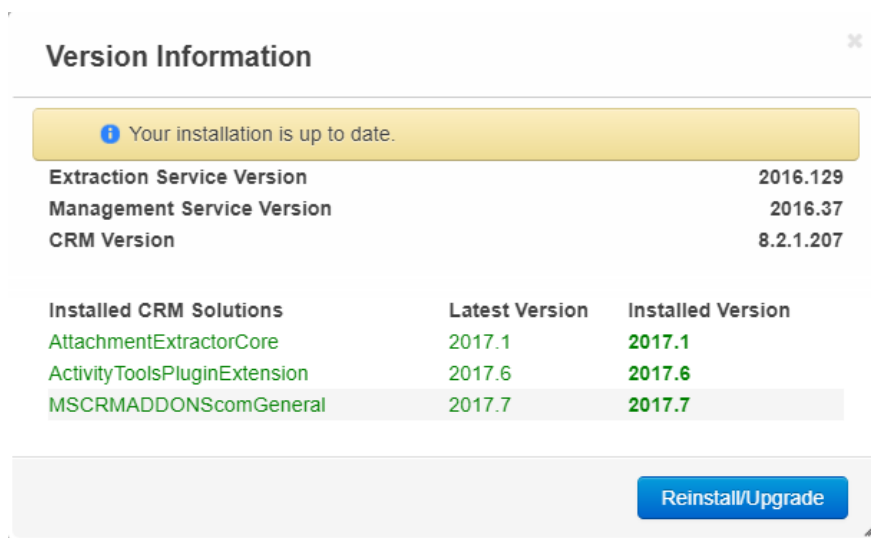 Version Information
Your installation is up to date.
Extraction Service Version 2016.129
Management Service Version 2016.37
CRM Version 8.2.1.207
Installed CRM Solutions Latest Version Installed Version
AttachmentExtractorCore 2017.1 2017.1
ActivityToolsPluginExtension 2017.6 2017.6
MSCRMADDONScomGeneral 2017.7 2017.7
Reinstall/Upgrade